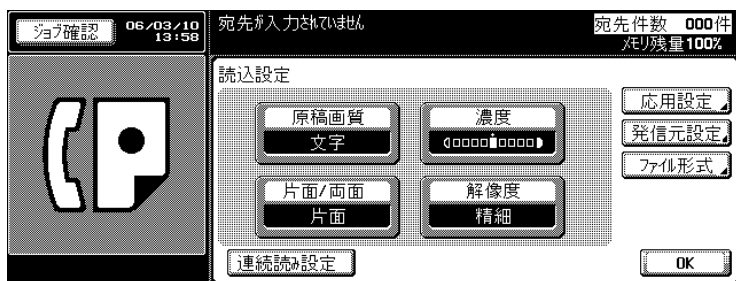 ジョブ確認
06/03/10
13:58
宛先が入力されていません
宛先件数 000件
メモリ残量100%
読込設定
原稿画質
文字
濃度
片面/両面
片面
解像度
精細
応用設定
発信元設定
ファイル形式
連続読み設定
OK